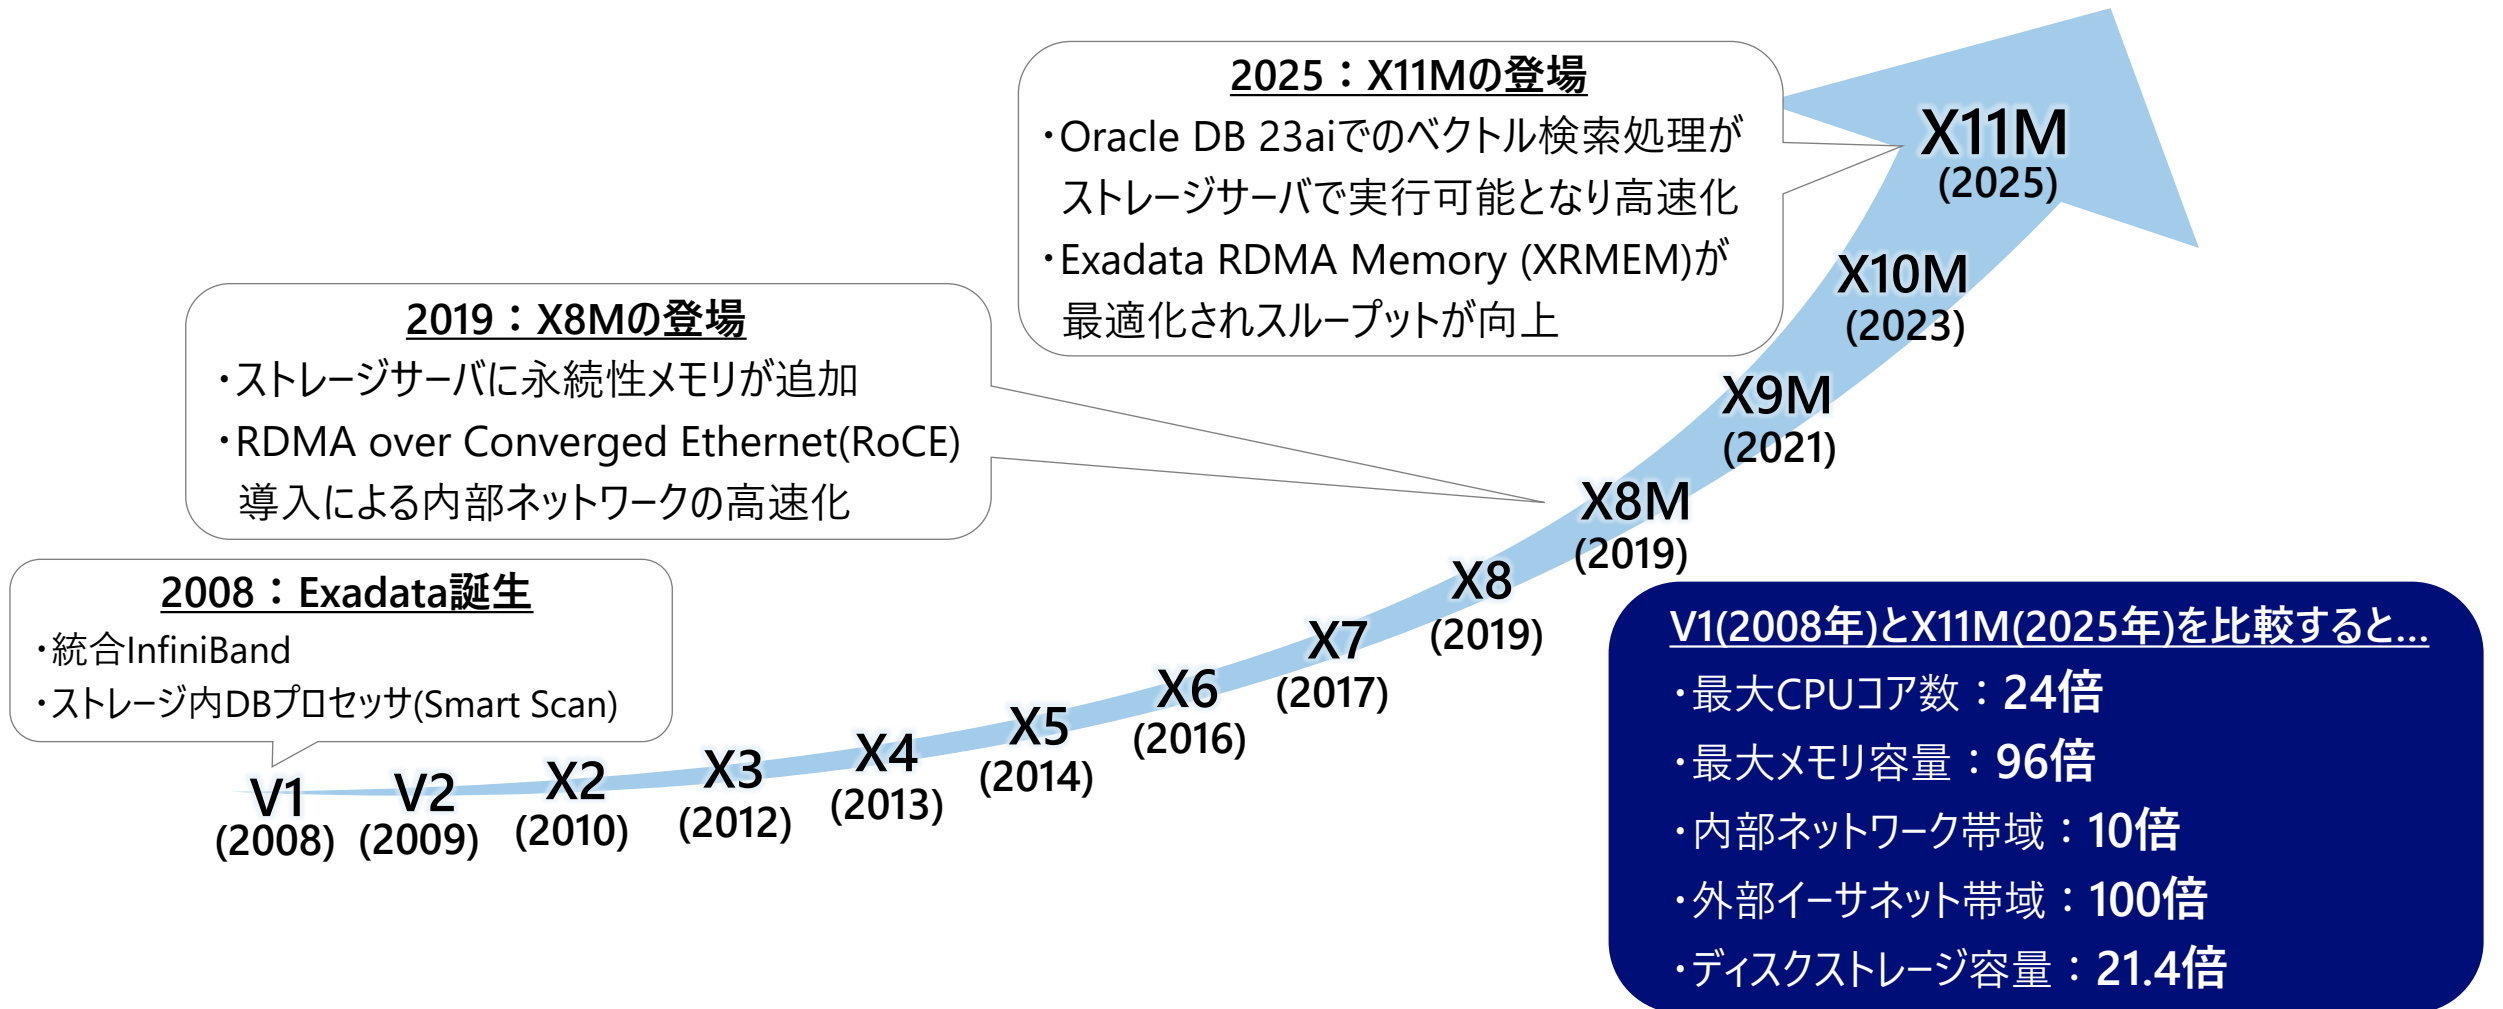 2025：X11Mの登場
・Oracle DB 23aiでのベクトル検索処理が
ストレージサーバで実行可能となり高速化
・Exadata RDMA Memory (XRMEM)が
最適化されスループットが向上
2019：X8Mの登場
・ストレージサーバに永続性メモリが追加
・RDMA over Converged Ethernet(RoCE)
導入による内部ネットワークの高速化
2008：Exadata誕生
・統合InfiniBand
・ストレージ内DBプロセッサ(Smart Scan)
V1
(2008)
V2
(2009)
X2
(2010)
X3
(2012)
X4
(2013)
X5
(2014)
X6
(2016)
X7
(2017)
X8
(2019)
X8M
(2019)
X9M
(2021)
X10M
(2023)
X11M
(2025)
V1(2008年)とX11M(2025年)を比較すると...
・最大CPUコア数：24倍
・最大メモリ容量：96倍
・内部ネットワーク帯域：10倍
・外部イーサネット帯域：100倍
・ディスクストレージ容量：21.4倍